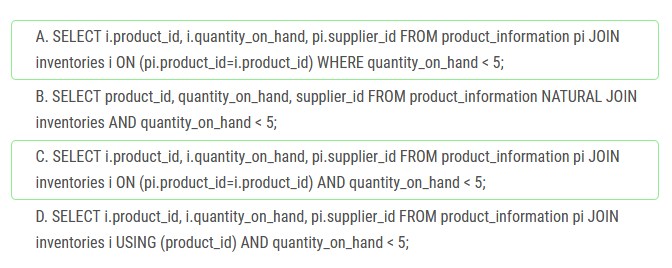 A. SELECT i.product_id, i.quantity_on_hand, pi.supplier_id FROM product_information pi JOIN
inventories i ON (pi.product_id=i.product_id) WHERE quantity_on_hand < 5;
B. SELECT product_id, quantity_on_hand, supplier_id FROM product_information NATURAL JOIN
inventories AND quantity_on_hand < 5;
C. SELECT i.product_id, i.quantity_on_hand, pi.supplier_id FROM product_information pi JOIN
inventories i ON (pi.product_id=i.product_id) AND quantity_on_hand < 5;
D. SELECT i.product_id, i.quantity_on_hand, pi.supplier_id FROM product_information pi JOIN
inventories i USING (product_id) AND quantity_on_hand < 5;